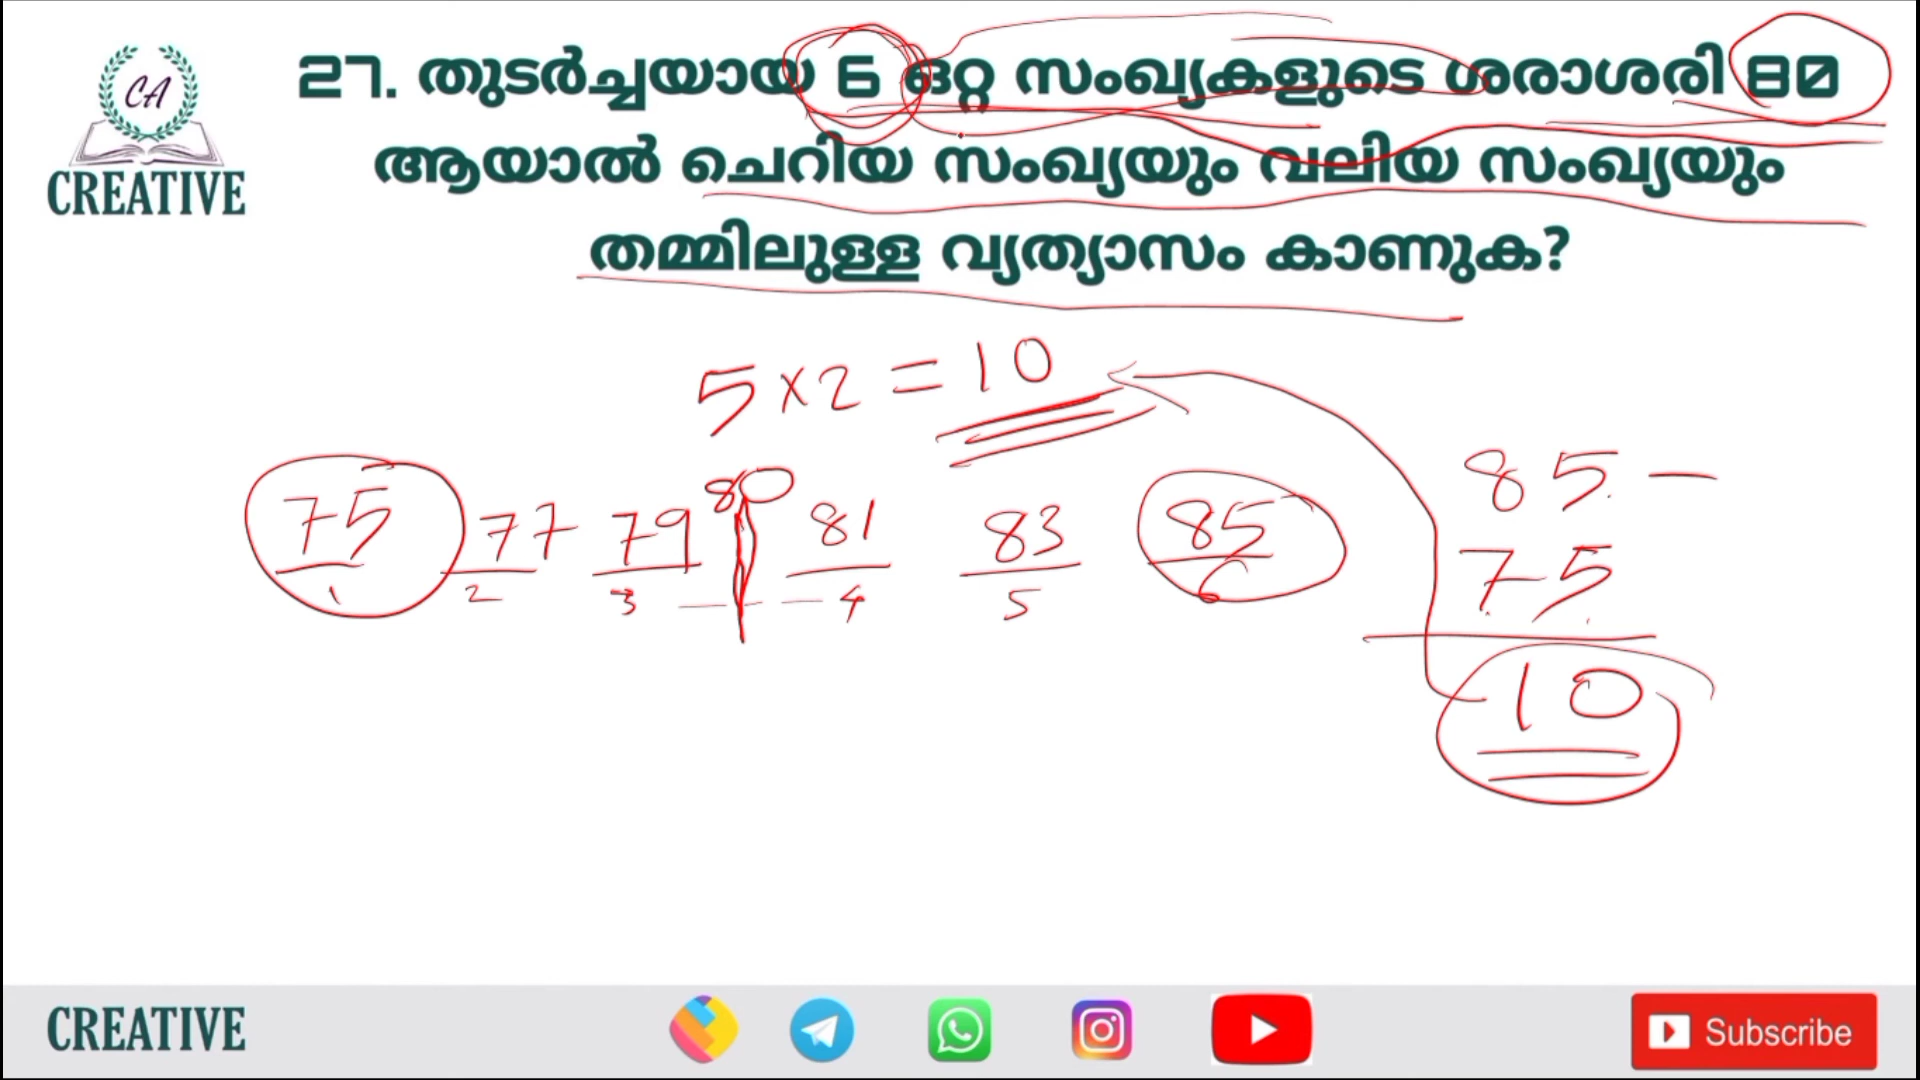 CA
CREATIVE
27. തുടർച്ചയായ 6 ഒറ്റ സംഖ്യകളുടെ ശരാശരി 80
ആയാൽ ചെറിയ സംഖ്യയും വലിയ സംഖ്യയും
തമ്മിലുള്ള വ്യത്യാസം കാണുക?
5 × 2 = 10
75 77 79 80 81 83 85
1 2 3 4 5 6
85 –
75
10
CREATIVE
Subscribe